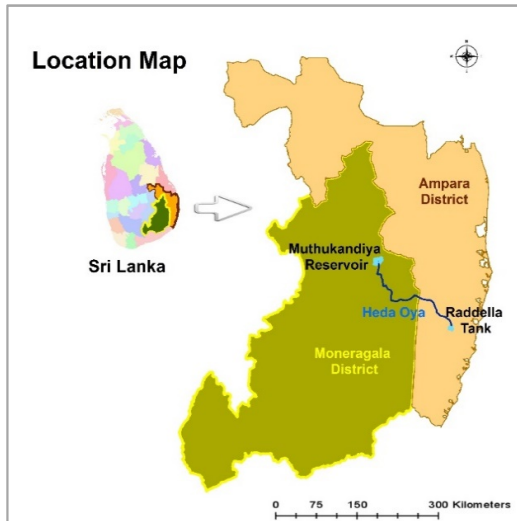 Location Map
N
Ampara
District
Muthukandiya
Reservoir
Sri Lanka
Heda Oya
Raddella
Tank
Moneragala
District
0 75 150 300 Kilometers